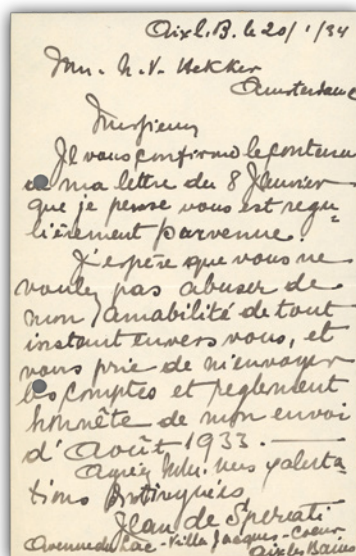 Aix l. B. le 20/1/34
Mr. N. V. Hekker
Amsterdam
Monsieur
Je vous confirme le contenu
de ma lettre du 8 Janvier
que je pense vous est regu=
lièrement parvenue.
J'espère que vous ne
voulez pas abuser de
mon amabilité de tout
instant envers vous, et
vous prie de m'envoyer
les comptes et reglement
honnête de mon envoi
d'Août 1933.
Agréez mes saluta=
tions distinguées
Jean de Sperati
Avenue du Lac - Villa Jacques-Coeur
Aix les Bains